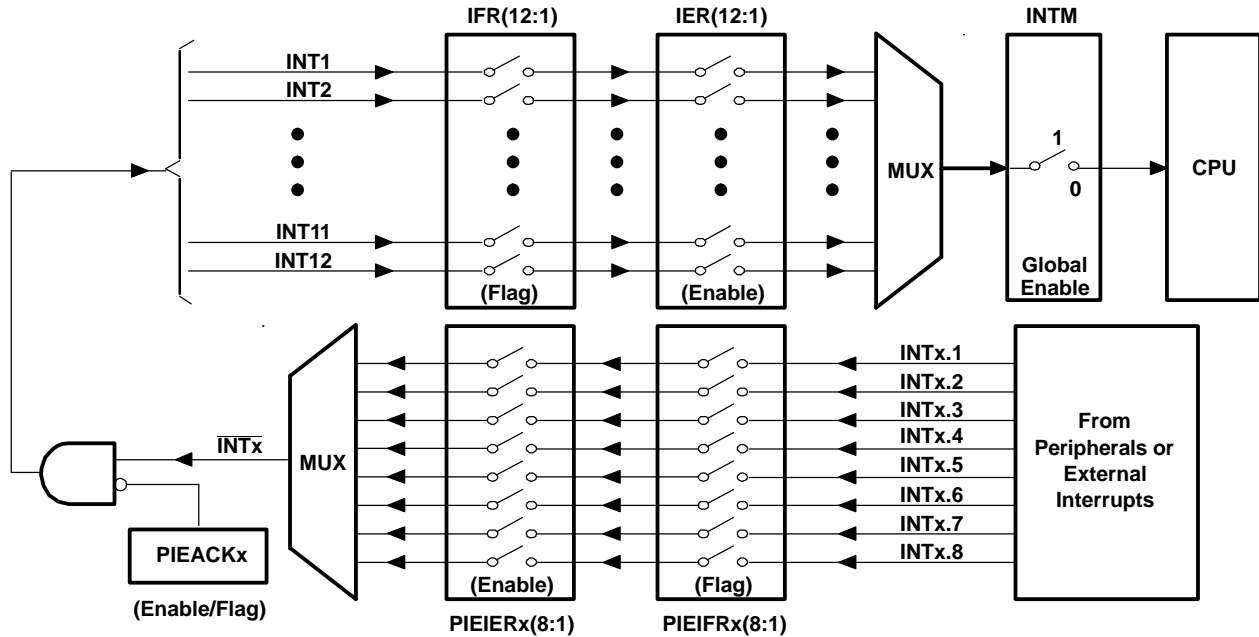 IFR(12:1)
IER(12:1)
INTM
INT1
INT2
INT11
INT12
(Flag)
(Enable)
MUX
1
0
Global
Enable
CPU
INTx
MUX
PIEACKx
(Enable/Flag)
(Enable)
PIEIERx(8:1)
(Flag)
PIEIFRx(8:1)
INTx.1
INTx.2
INTx.3
INTx.4
INTx.5
INTx.6
INTx.7
INTx.8
From
Peripherals or
External
Interrupts